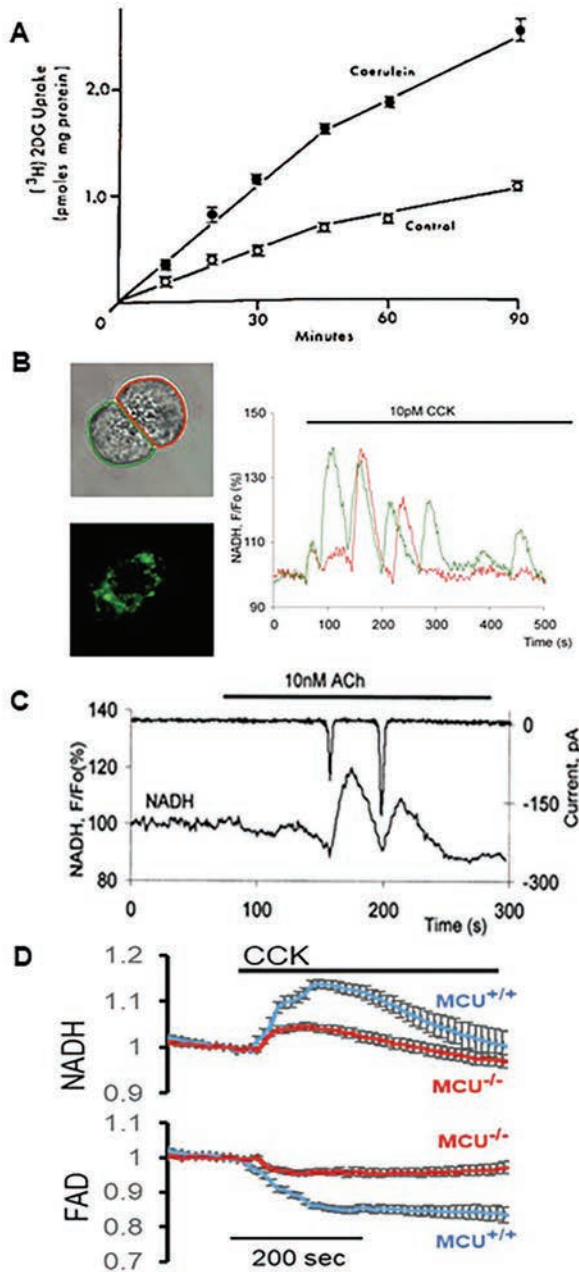 A
[³H] 2DG Uptake
[pmoles mg protein]
2.0
1.0
O
Coerulein
Control
30
60
90
Minutes
B
10pM CCK
NADH, F/Fo (%)
150
130
110
90
0
100
200
300
400
500
Time (s)
C
10nM ACh
NADH, F/Fo(%)
140
120
100
80
NADH
0
-150
-300
Current, pA
0
100
200
300
Time (s)
D
CCK
NADH
1.2
1.1
1
0.9
MCU+/+
MCU-/-
FAD
1.1
1
0.9
0.8
0.7
MCU-/-
MCU+/+
200 sec